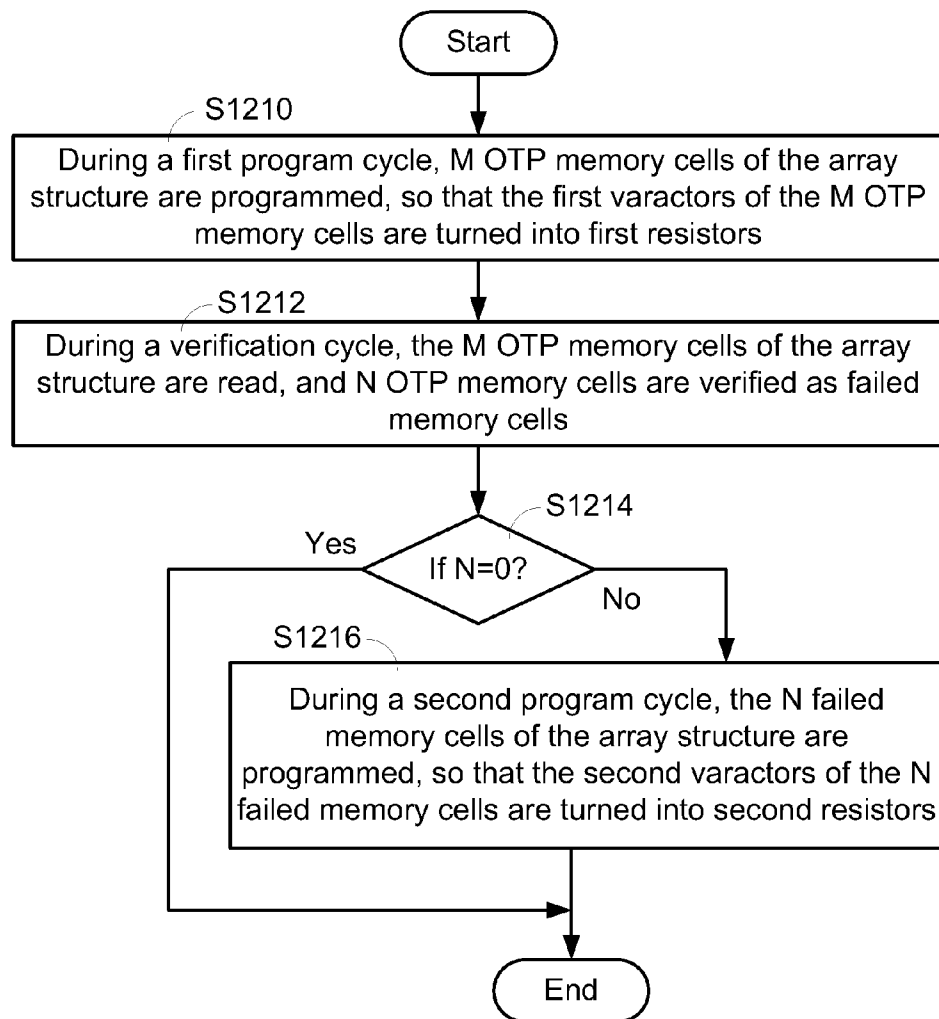 Start
S1210
During a first program cycle, M OTP memory cells of the array
structure are programmed, so that the first varactors of the M OTP
memory cells are turned into first resistors
S1212
During a verification cycle, the M OTP memory cells of the array
structure are read, and N OTP memory cells are verified as failed
memory cells
S1214
Yes
If N=0?
No
S1216
During a second program cycle, the N failed
memory cells of the array structure are
programmed, so that the second varactors of the N
failed memory cells are turned into second resistors
End